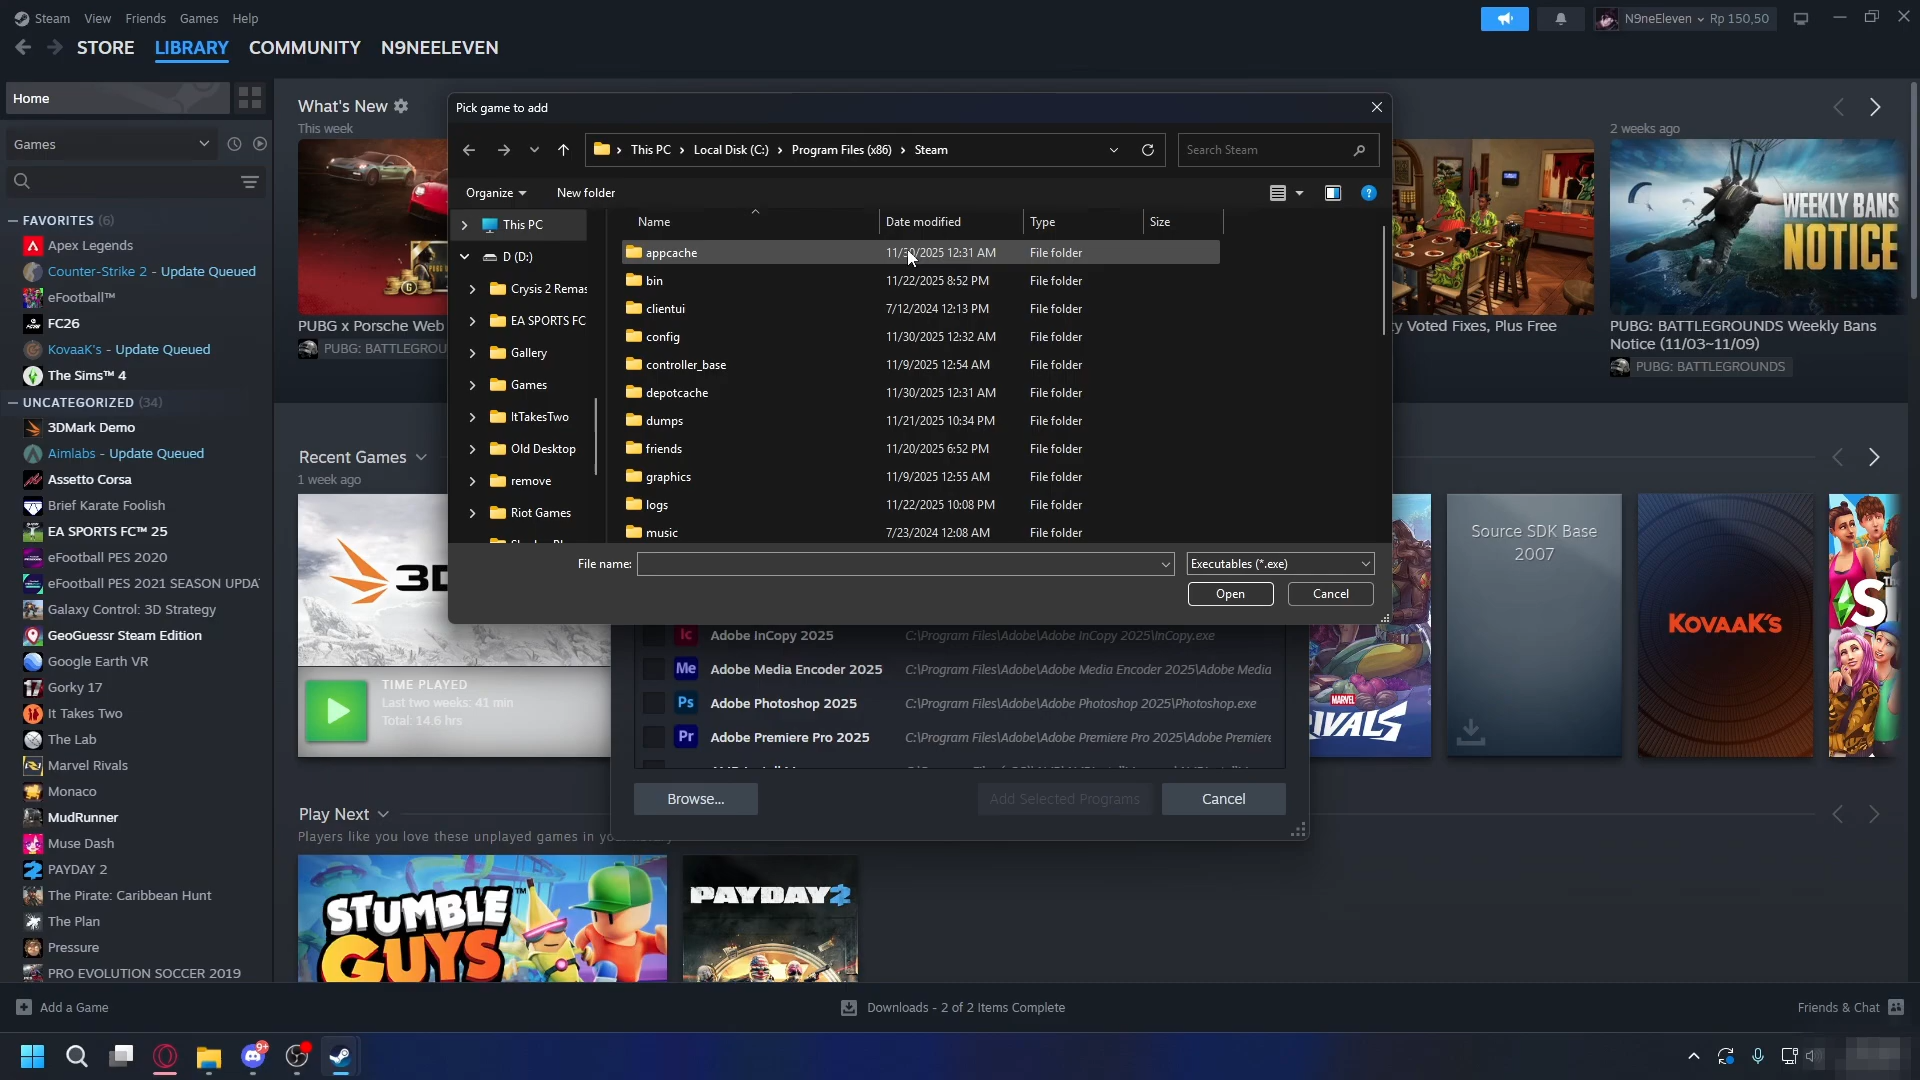 Steam View Friends Games Help
N9neEleven Rp 150,50
STORE LIBRARY COMMUNITY N9NEELEVEN
Home
Games
FAVORITES (6)
Apex Legends
Counter-Strike 2 - Update Queued
eFootball™
FC26
KovaaK's - Update Queued
The Sims™ 4
UNCATEGORIZED (34)
3DMark Demo
Aimlabs - Update Queued
Assetto Corsa
Brief Karate Foolish
EA SPORTS FC™ 25
eFootball PES 2020
eFootball PES 2021 SEASON UPDA
Galaxy Control: 3D Strategy
GeoGuessr Steam Edition
Google Earth VR
Gorky 17
It Takes Two
The Lab
Marvel Rivals
Monaco
MudRunner
Muse Dash
PAYDAY 2
The Pirate: Caribbean Hunt
The Plan
Pressure
PRO EVOLUTION SOCCER 2019
What's New
This week
PUBG x Porsche Web
PUBG: BATTLEGROU
2 weeks ago
WEEKLY BANS
NOTICE
y Voted Fixes, Plus Free
PUBG: BATTLEGROUNDS Weekly Bans
Notice (11/03~11/09)
PUBG: BATTLEGROUNDS
Pick game to add
This PC Local Disk (C:) Program Files (x86) Steam
Search Steam
Organize New folder
This PC
D (D:)
Crysis 2 Remas
EA SPORTS FC
Gallery
Games
ItTakesTwo
Old Desktop
remove
Riot Games
Name Date modified Type Size
appcache 11/30/2025 12:31 AM File folder
bin 11/22/2025 8:52 PM File folder
clientui 7/12/2024 12:13 PM File folder
config 11/30/2025 12:32 AM File folder
controller_base 11/9/2025 12:54 AM File folder
depotcache 11/30/2025 12:31 AM File folder
dumps 11/21/2025 10:34 PM File folder
friends 11/20/2025 6:52 PM File folder
graphics 11/9/2025 12:55 AM File folder
logs 11/22/2025 10:08 PM File folder
music 7/23/2024 12:08 AM File folder
File name: Executables (*.exe)
Open Cancel
Ic Adobe InCopy 2025 C:\Program Files\Adobe\Adobe InCopy 2025\InCopy.exe
Me Adobe Media Encoder 2025 C:\Program Files\Adobe\Adobe Media Encoder 2025\Adobe Media
Ps Adobe Photoshop 2025 C:\Program Files\Adobe\Adobe Photoshop 2025\Photoshop.exe
Pr Adobe Premiere Pro 2025 C:\Program Files\Adobe\Adobe Premiere Pro 2025\Adobe Premiere
Browse... Add Selected Programs Cancel
Recent Games
1 week ago
3D
TIME PLAYED
Last two weeks: 41 min
Total: 14.6 hrs
MARVEL
IVALS
Source SDK Base
2007
KOVAAK'S
S
Play Next
Players like you love these unplayed games in yo
STUMBLE
GUYS
PAYDAY 2
Add a Game
Downloads - 2 of 2 Items Complete
Friends & Chat
9+